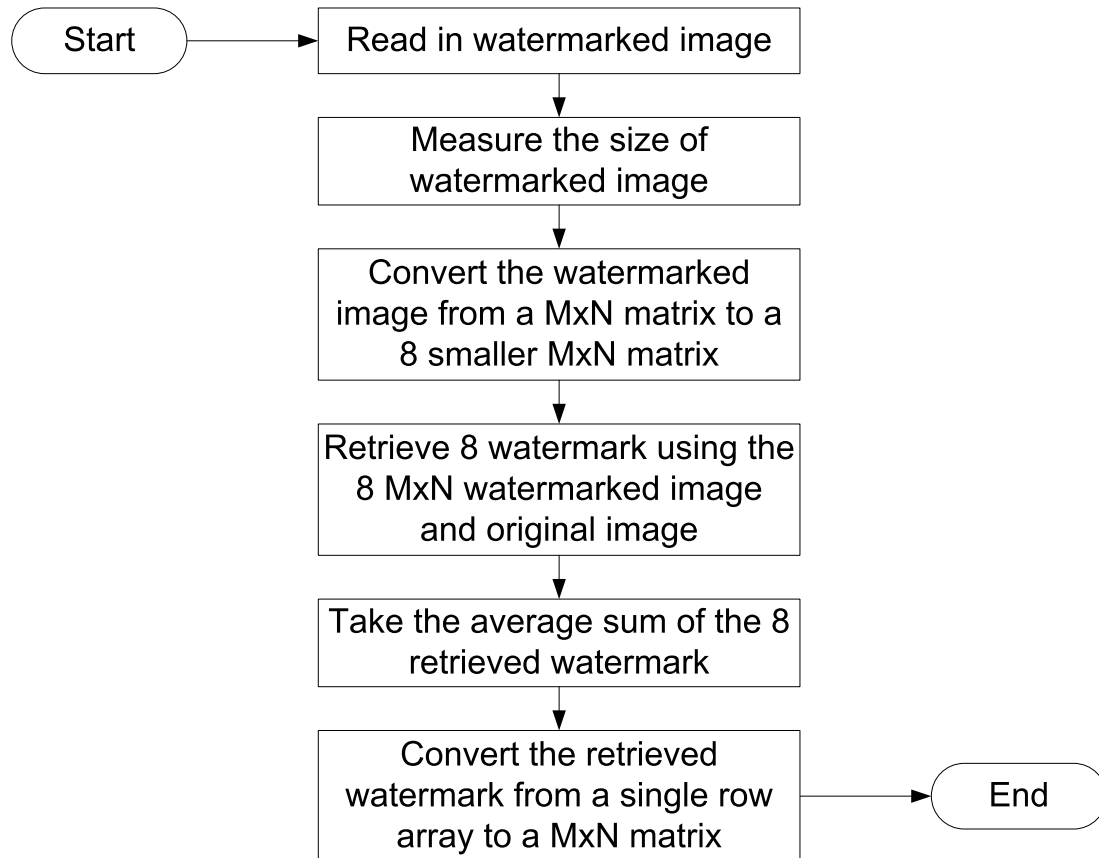 Start
Read in watermarked image
Measure the size of
watermarked image
Convert the watermarked
image from a MxN matrix to a
8 smaller MxN matrix
Retrieve 8 watermark using the
8 MxN watermarked image
and original image
Take the average sum of the 8
retrieved watermark
Convert the retrieved
watermark from a single row
array to a MxN matrix
End